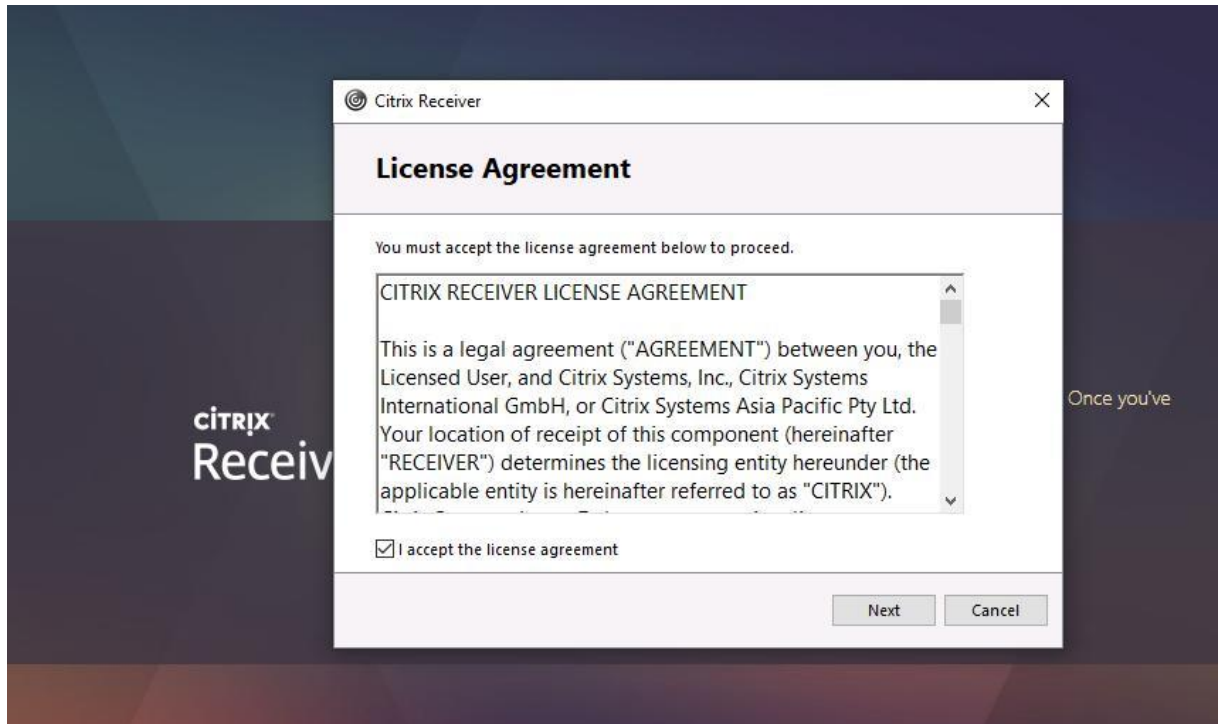 Citrix Receiver
License Agreement
You must accept the license agreement below to proceed.
CITRIX RECEIVER LICENSE AGREEMENT
This is a legal agreement ("AGREEMENT") between you, the
Licensed User, and Citrix Systems, Inc., Citrix Systems
International GmbH, or Citrix Systems Asia Pacific Pty Ltd.
Your location of receipt of this component (hereinafter
"RECEIVER") determines the licensing entity hereunder (the
applicable entity is hereinafter referred to as "CITRIX").
I accept the license agreement
Next
Cancel
CİTRIX
Receiv
Once you've